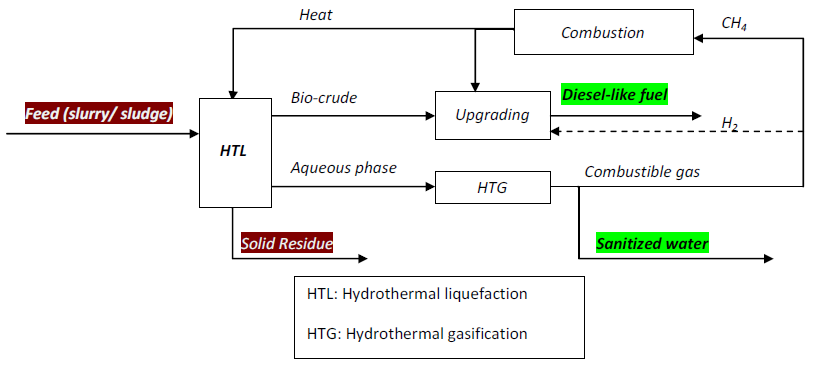 Heat
Combustion
CH4
Feed (slurry/ sludge)
Bio-crude
Upgrading
Diesel-like fuel
H2
HTL
Aqueous phase
HTG
Combustible gas
Solid Residue
Sanitized water
HTL: Hydrothermal liquefaction
HTG: Hydrothermal gasification